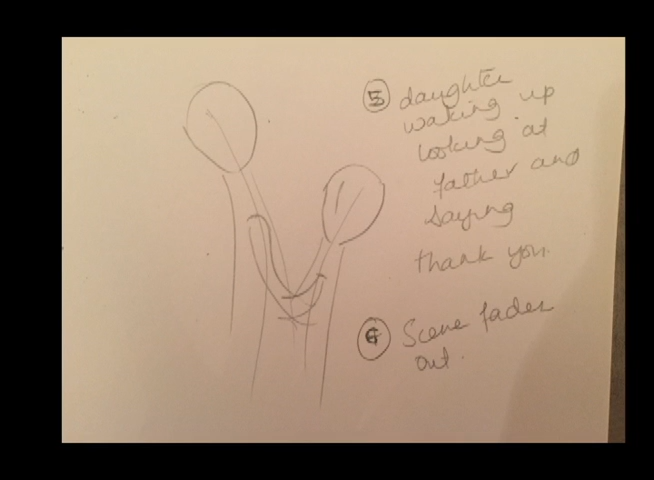 5 daughter
waking up
looking at
father and
saying
thank you.
6 Scene fades
out.